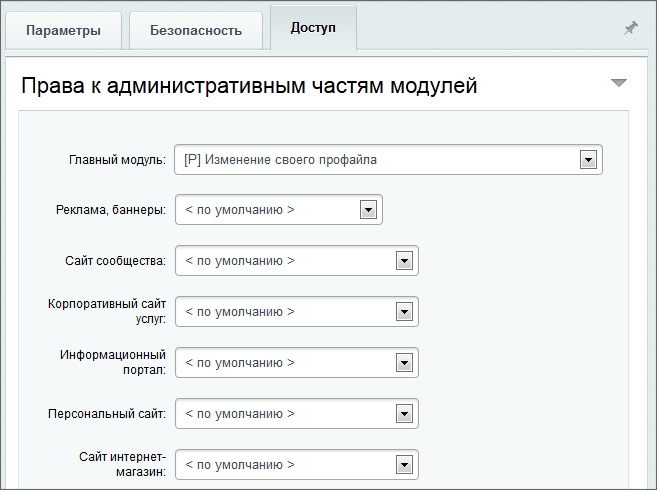 Параметры Безопасность Доступ
Права к административным частям модулей
Главный модуль: [P] Изменение своего профайла
Реклама, баннеры: < по умолчанию >
Сайт сообщества: < по умолчанию >
Корпоративный сайт
услуг: < по умолчанию >
Информационный
портал: < по умолчанию >
Персональный сайт: < по умолчанию >
Сайт интернет-
магазин: < по умолчанию >